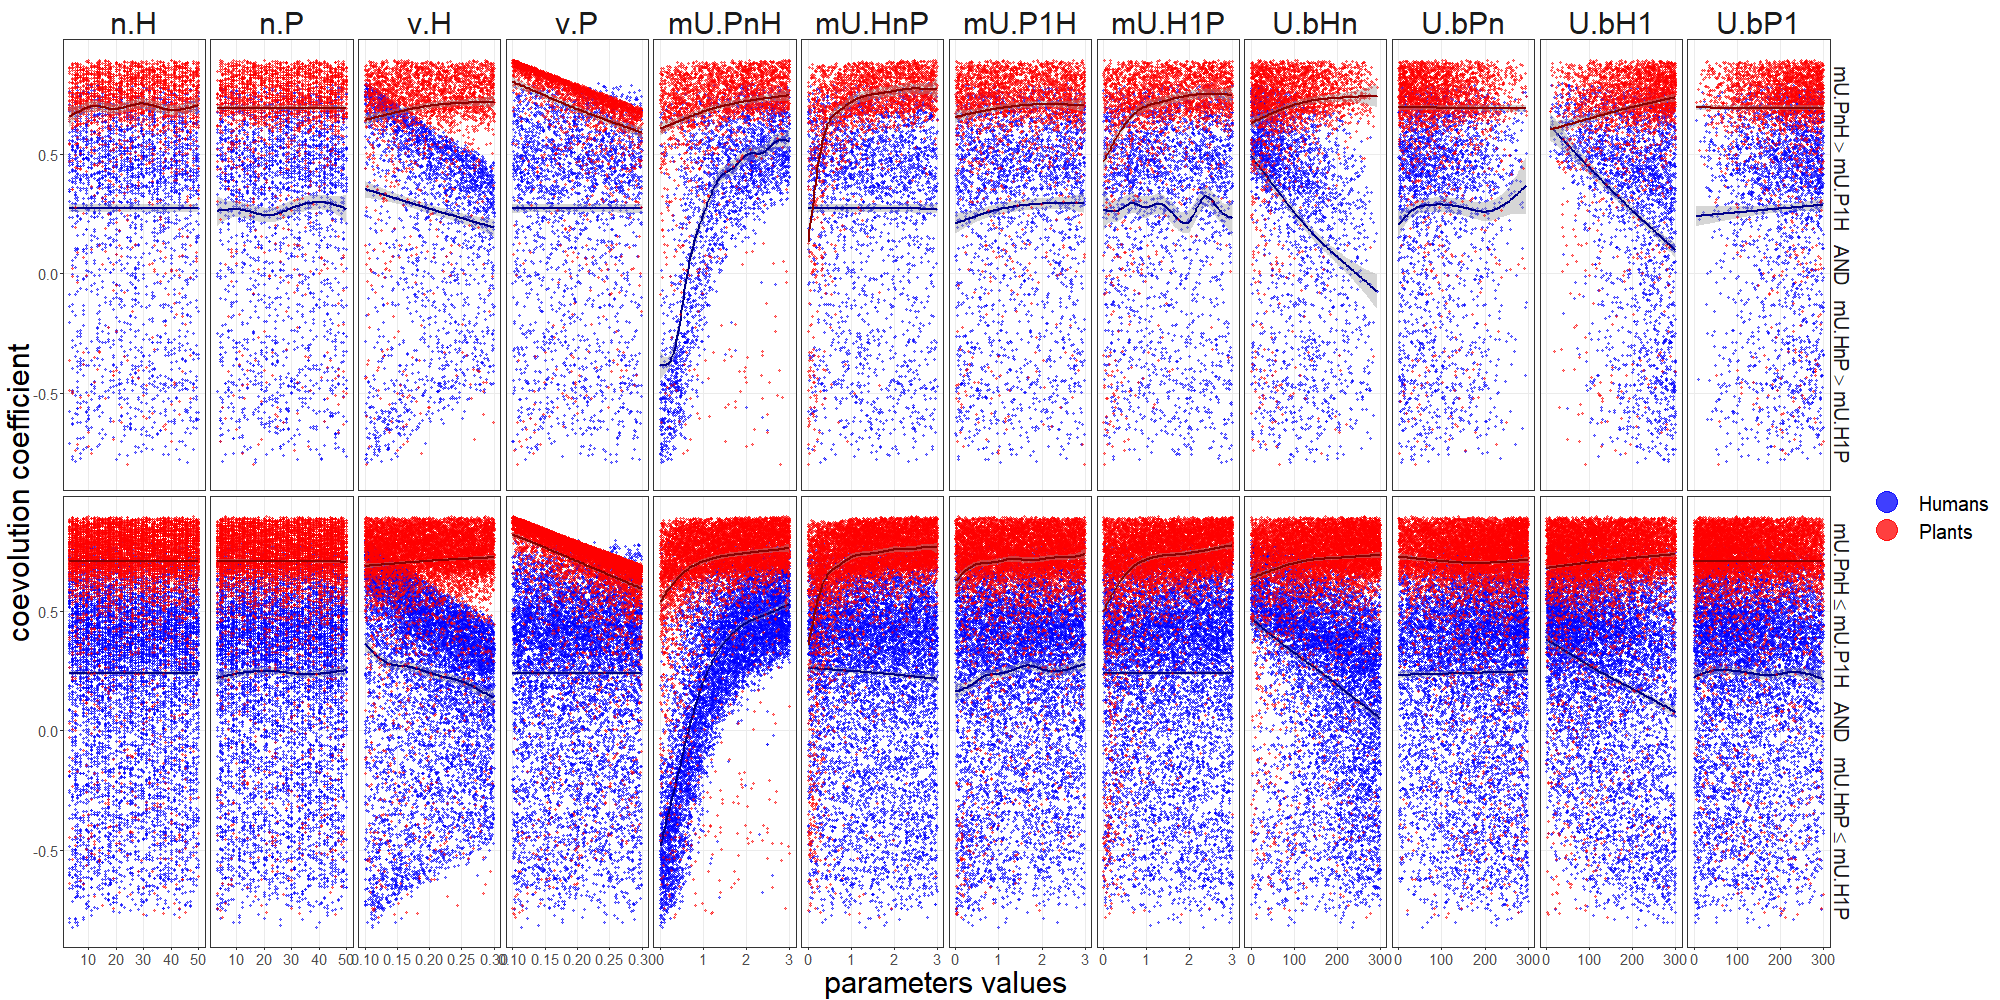 n.H n.P v.H v.P mU.PnH mU.HnP mU.P1H mU.H1P U.bHn U.bPn U.bH1 U.bP1
coevolution coefficient
0.5
0.0
-0.5
mU.PnH > mU.P1H AND mU.HnP > mU.H1P
0.5
0.0
-0.5
mU.PnH ≤ mU.P1H AND mU.HnP ≤ mU.H1P
Humans
Plants
10 20 30 40 50 10 20 30 40 50 0.10 0.15 0.20 0.25 0.30 0.10 0.15 0.20 0.25 0.30 0 1 2 3 0 1 2 3 0 1 2 3 0 1 2 3 0 100 200 300 0 100 200 300 0 100 200 300 0 100 200 300
parameters values